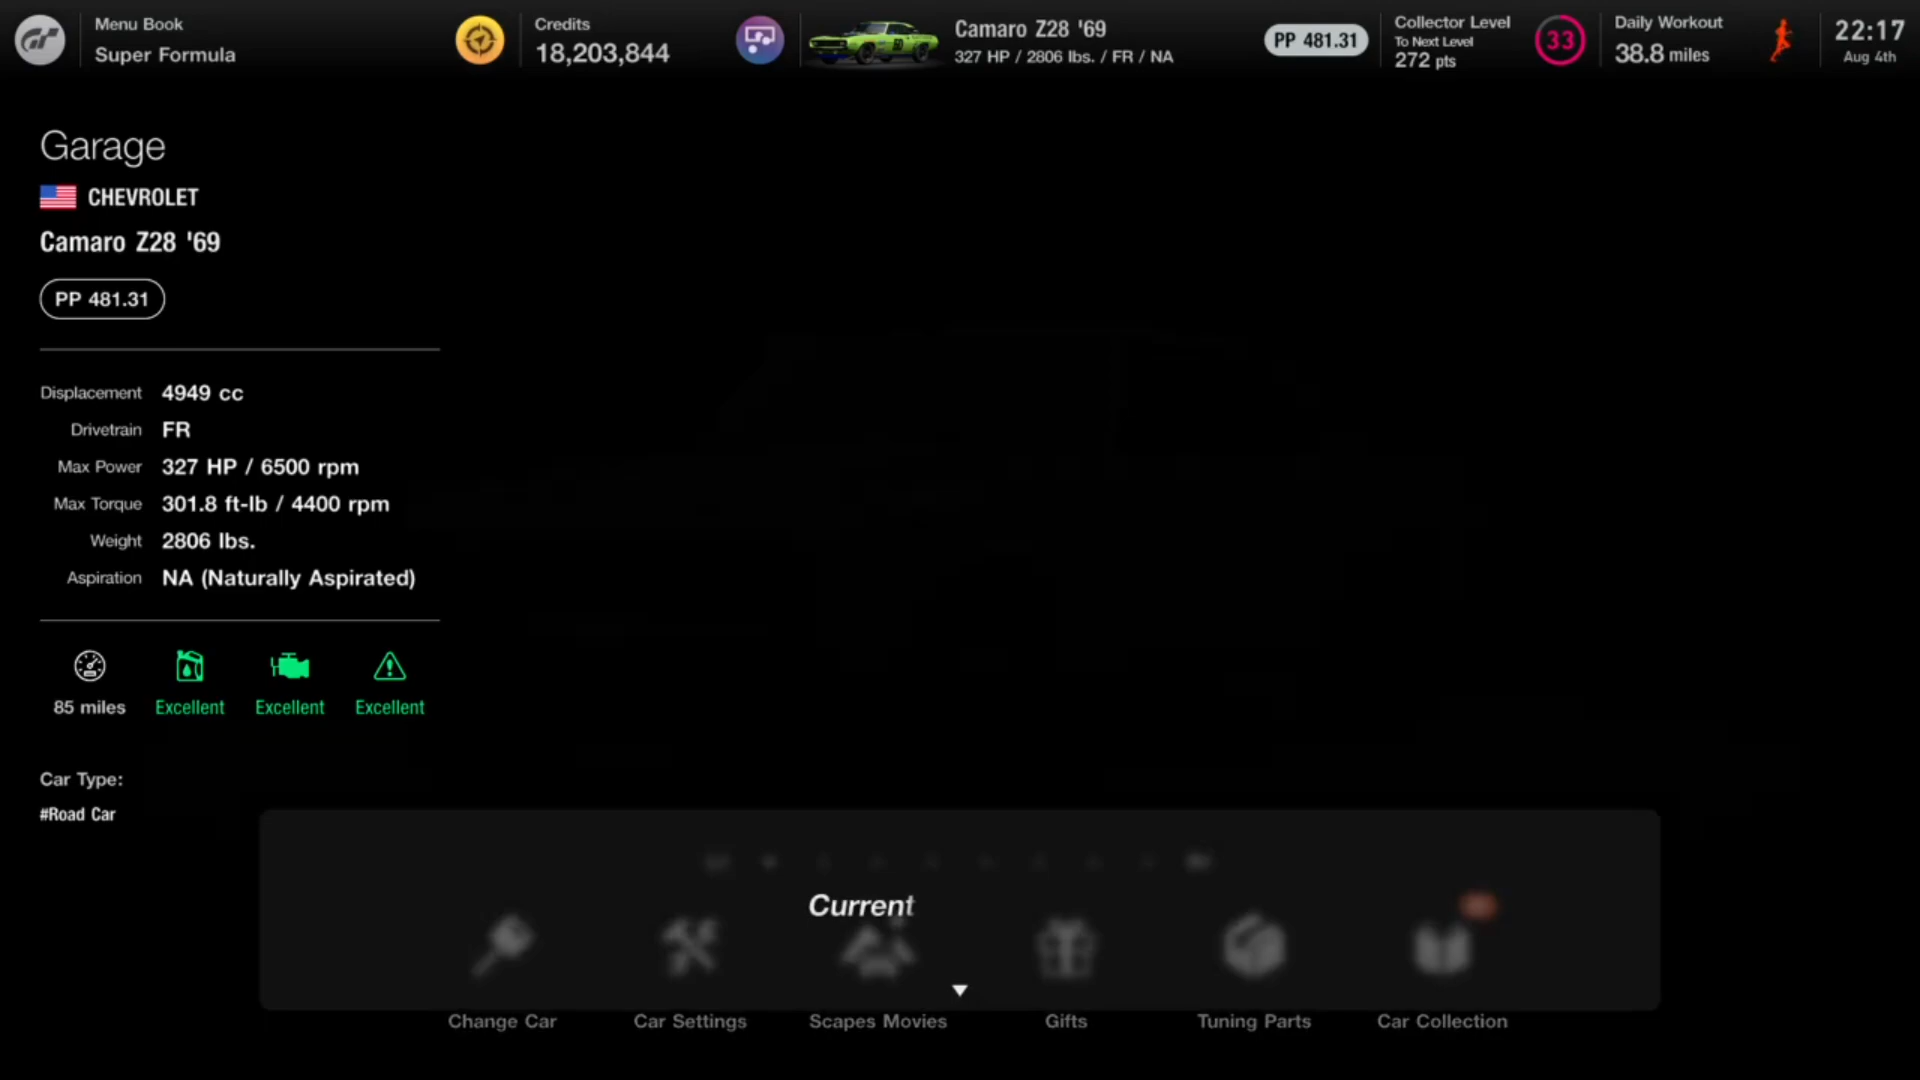 Menu Book
Super Formula
Credits
18,203,844
Camaro Z28 '69
327 HP / 2806 lbs. / FR / NA
PP 481.31
Collector Level
To Next Level
272 pts
33
Daily Workout
38.8 miles
22:17
Aug 4th
Garage
CHEVROLET
Camaro Z28 '69
PP 481.31
Displacement 4949 cc
Drivetrain FR
Max Power 327 HP / 6500 rpm
Max Torque 301.8 ft-lb / 4400 rpm
Weight 2806 lbs.
Aspiration NA (Naturally Aspirated)
85 miles Excellent Excellent Excellent
Car Type:
#Road Car
Current
Change Car Car Settings Scapes Movies Gifts Tuning Parts Car Collection